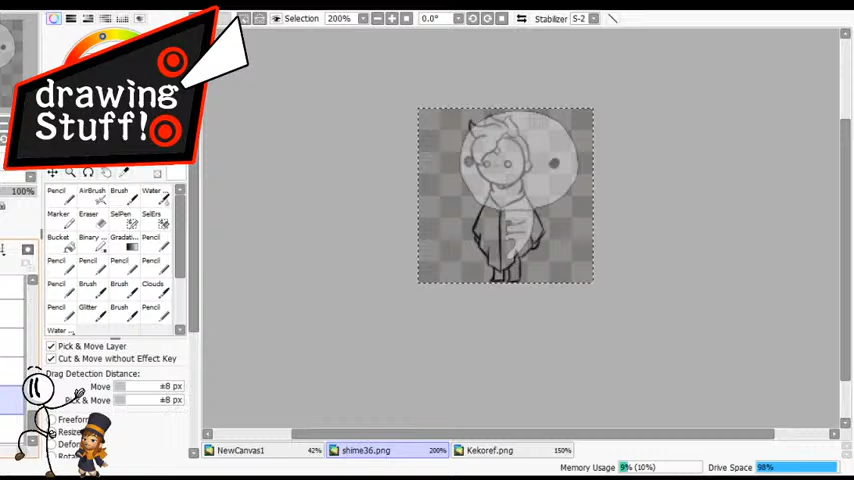 Selection 200% 0.0° Stabilizer S-2
drawing
Stuff!
100%
Pencil AirBrush Brush Water ...
Marker Eraser SelPen SelErs
Bucket Binary ... Gradati... Pencil
Pencil Pencil Pencil Pencil
Pencil Brush Brush Clouds
Pencil Glitter Brush Pencil
Water ...
Pick & Move Layer
Cut & Move without Effect Key
Drag Detection Distance:
Move ±8 px
Pick & Move ±8 px
Freefor
Resize
Defor
NewCanvas1 42% shime36.png 200% Kekoref.png 150%
Memory Usage 9% (10%) Drive Space 98%